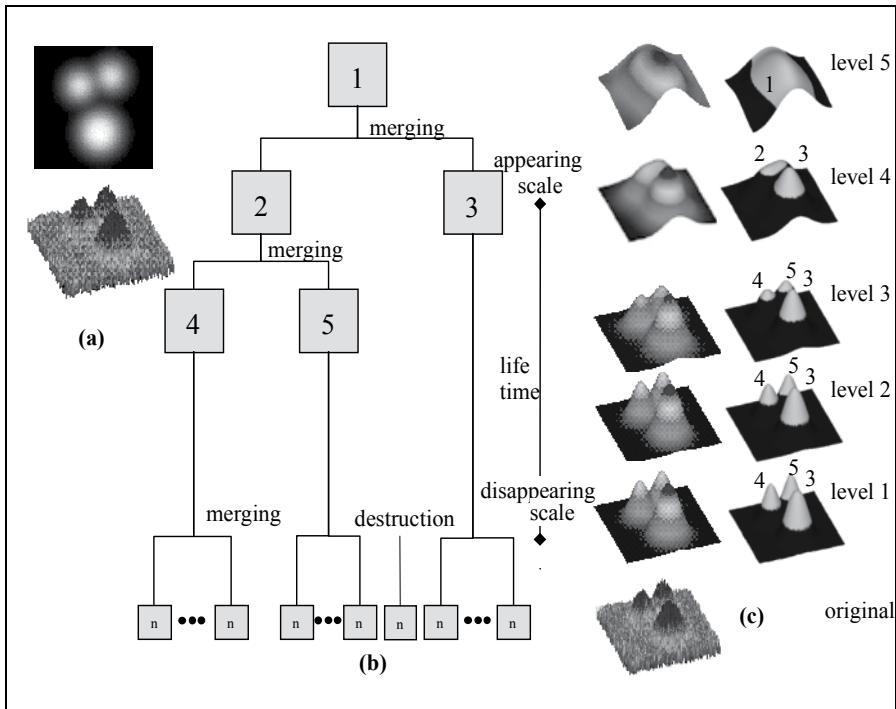 (a)
1
merging
2
3
merging
4
5
merging
destruction
n
•••
n
n
•••
n
n
n
•••
n
(b)
appearing
scale
life
time
disappearing
scale
1
level 5
2 3
level 4
4 5 3
level 3
4 5 3
level 2
4 5 3
level 1
(c)
original